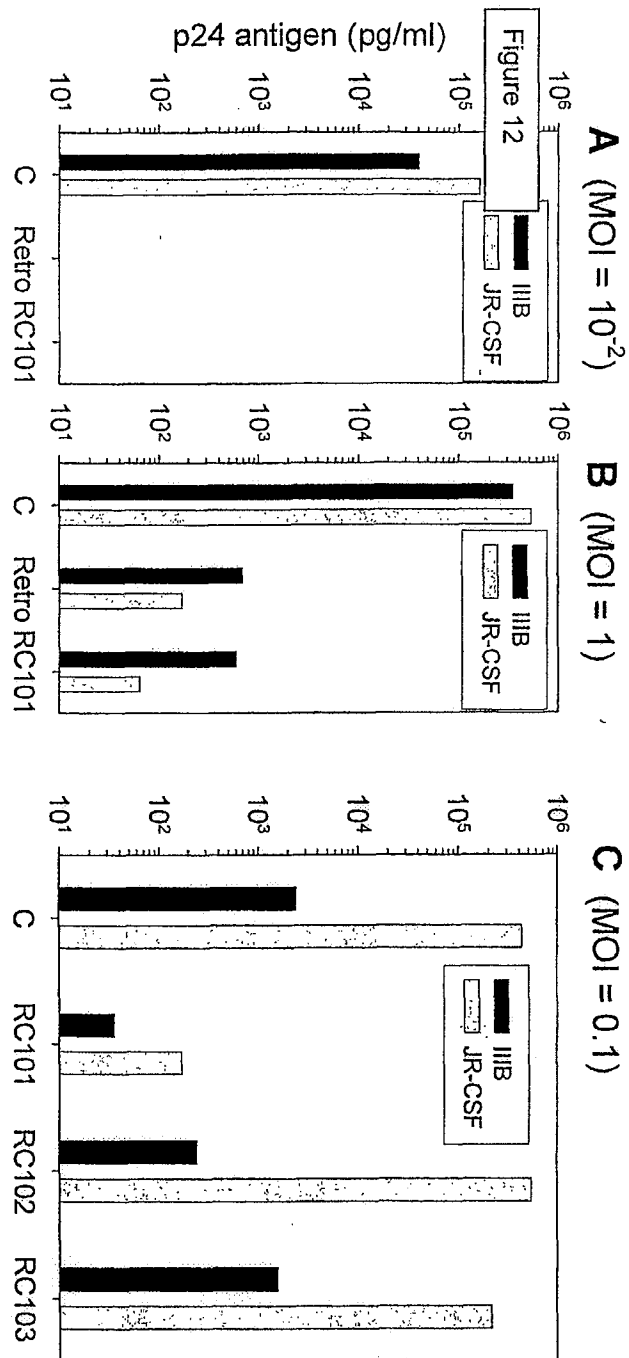 Figure 12
p24 antigen (pg/ml)
A (MOI = 10⁻²)
10⁶
10⁵
10⁴
10³
10²
10¹
IIIB
JR-CSF
C Retro RC101
B (MOI = 1)
10⁶
10⁵
10⁴
10³
10²
10¹
IIIB
JR-CSF
C Retro RC101
C (MOI = 0.1)
10⁶
10⁵
10⁴
10³
10²
10¹
IIIB
JR-CSF
C RC101 RC102 RC103